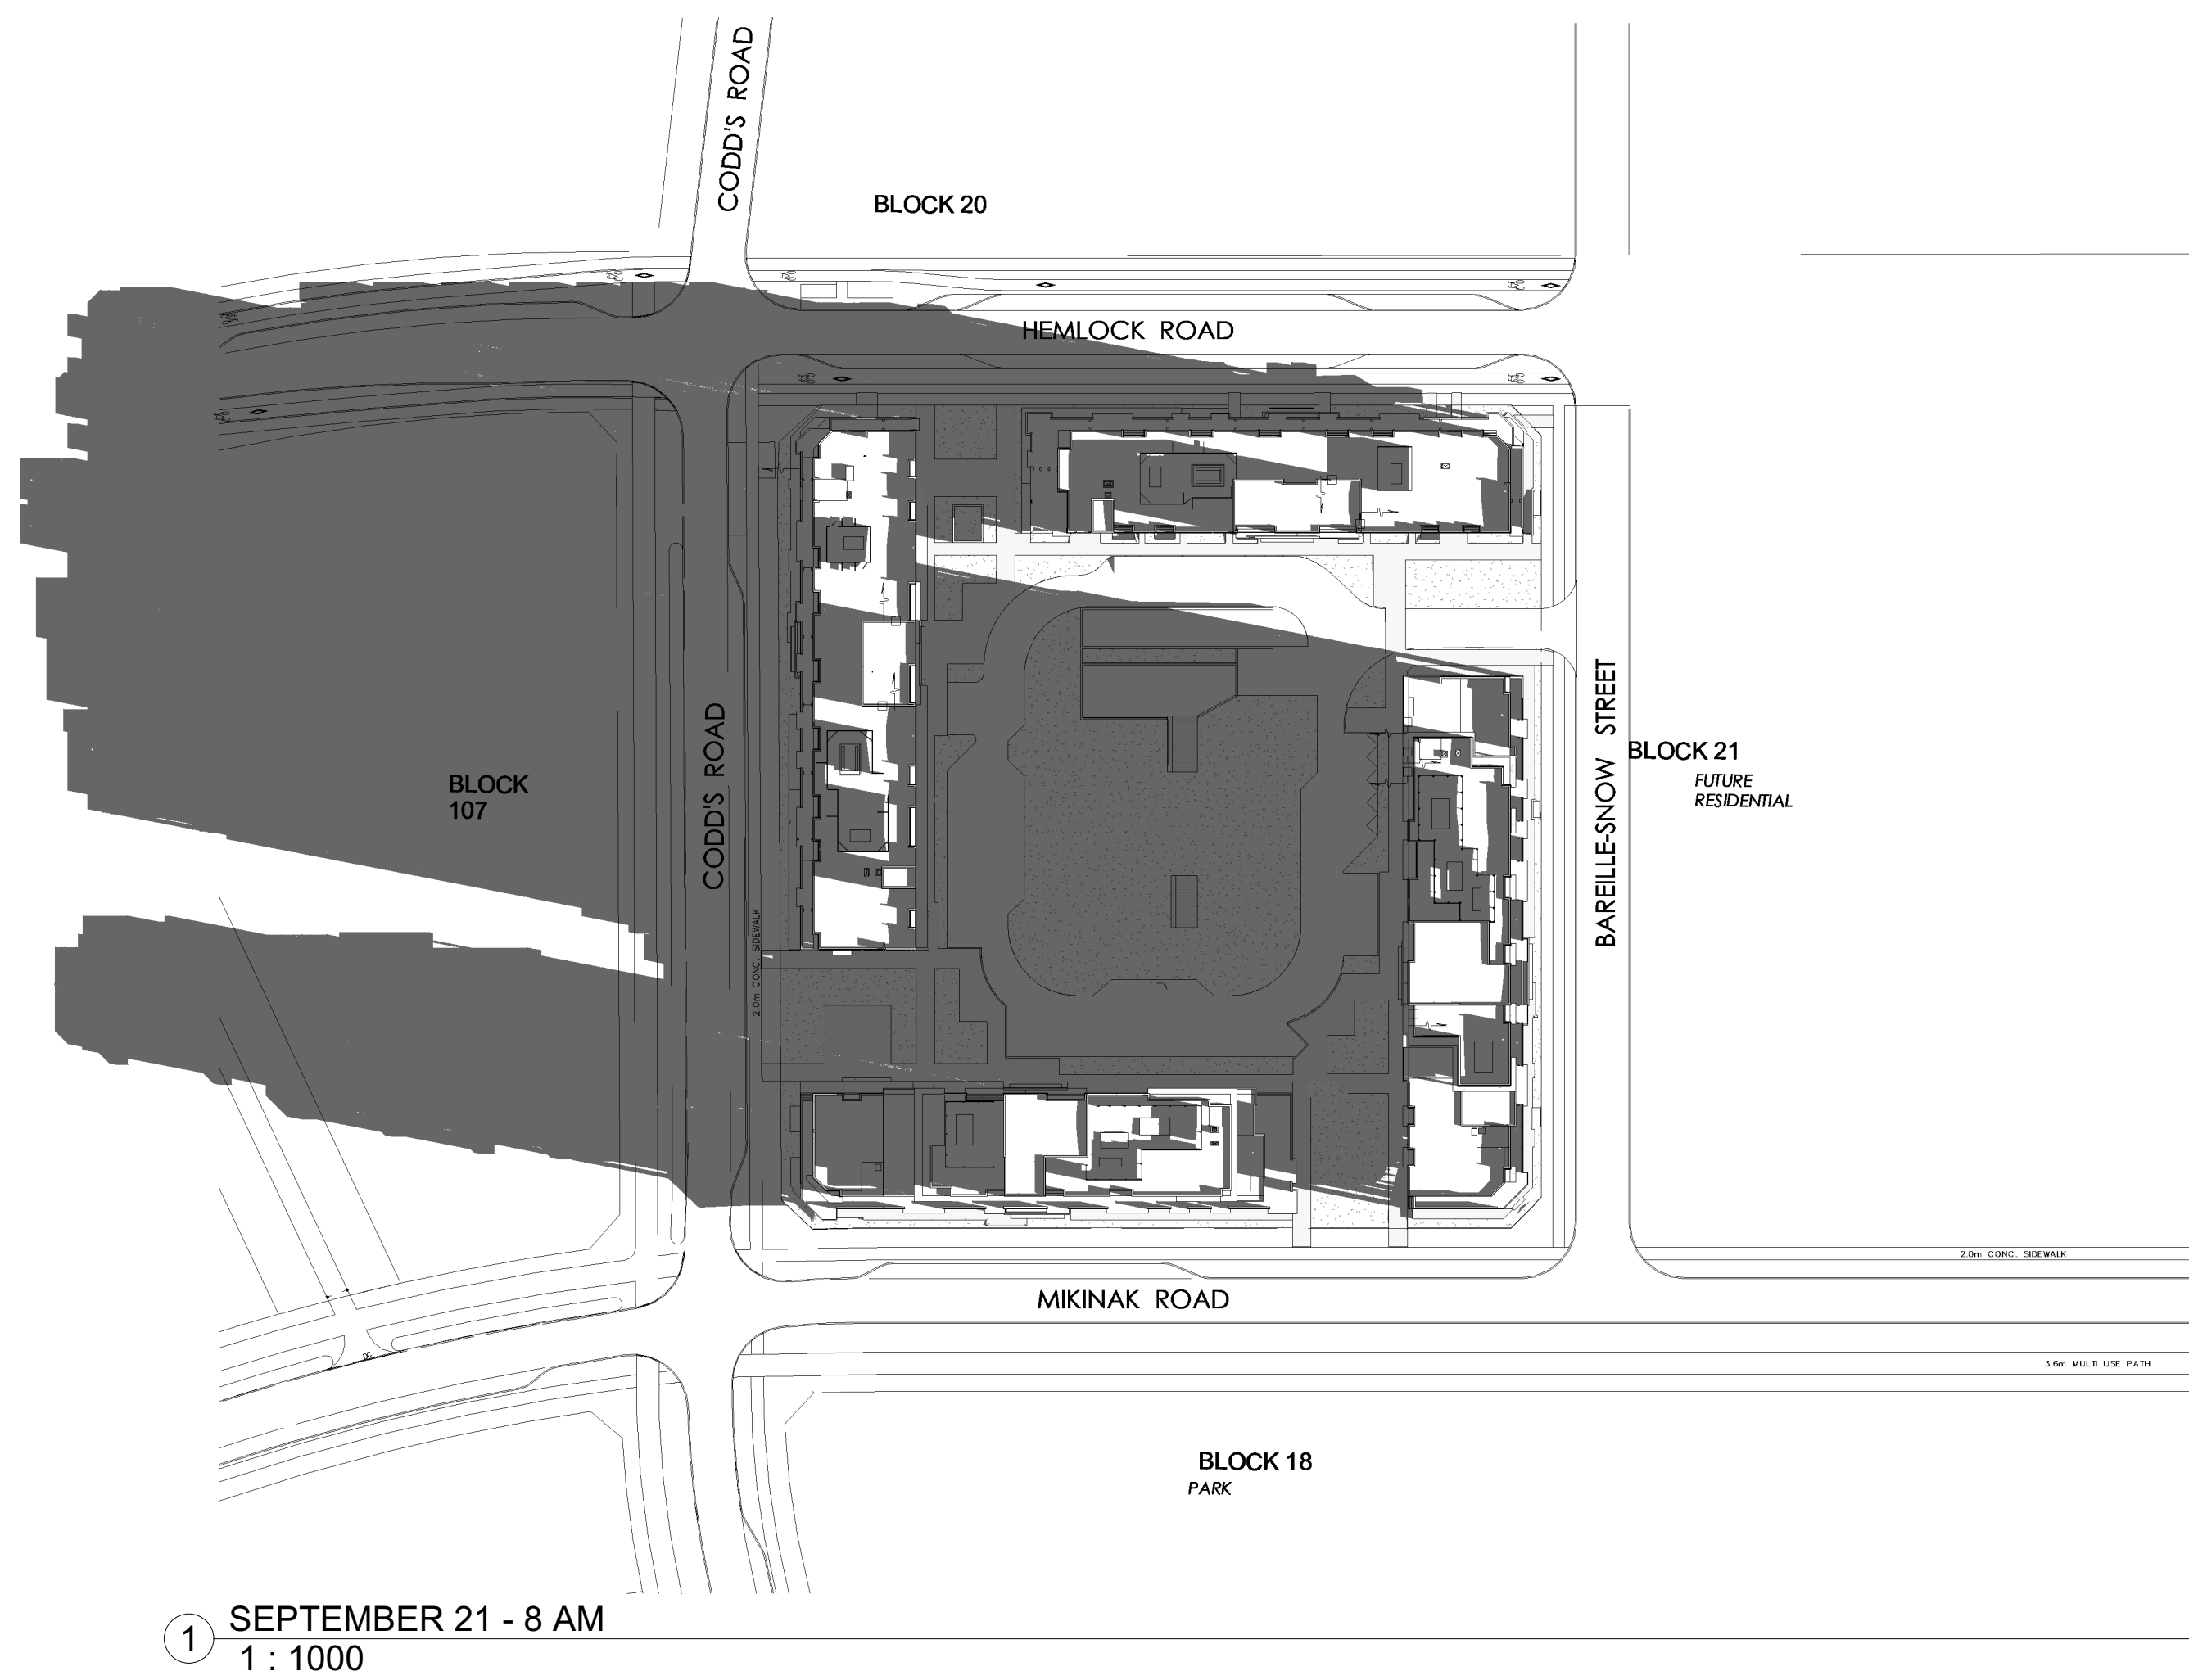 CODD'S ROAD
BLOCK 20
HEMLOCK ROAD
BLOCK
107
CODD'S ROAD
2.0m CONC. SIDEWALK
BAREILLE-SNOW STREET
BLOCK 21
FUTURE
RESIDENTIAL
2.0m CONC. SIDEWALK
MIKINAK ROAD
DC
3.6m MULTI USE PATH
BLOCK 18
PARK
1
SEPTEMBER 21 - 8 AM
1 : 1000